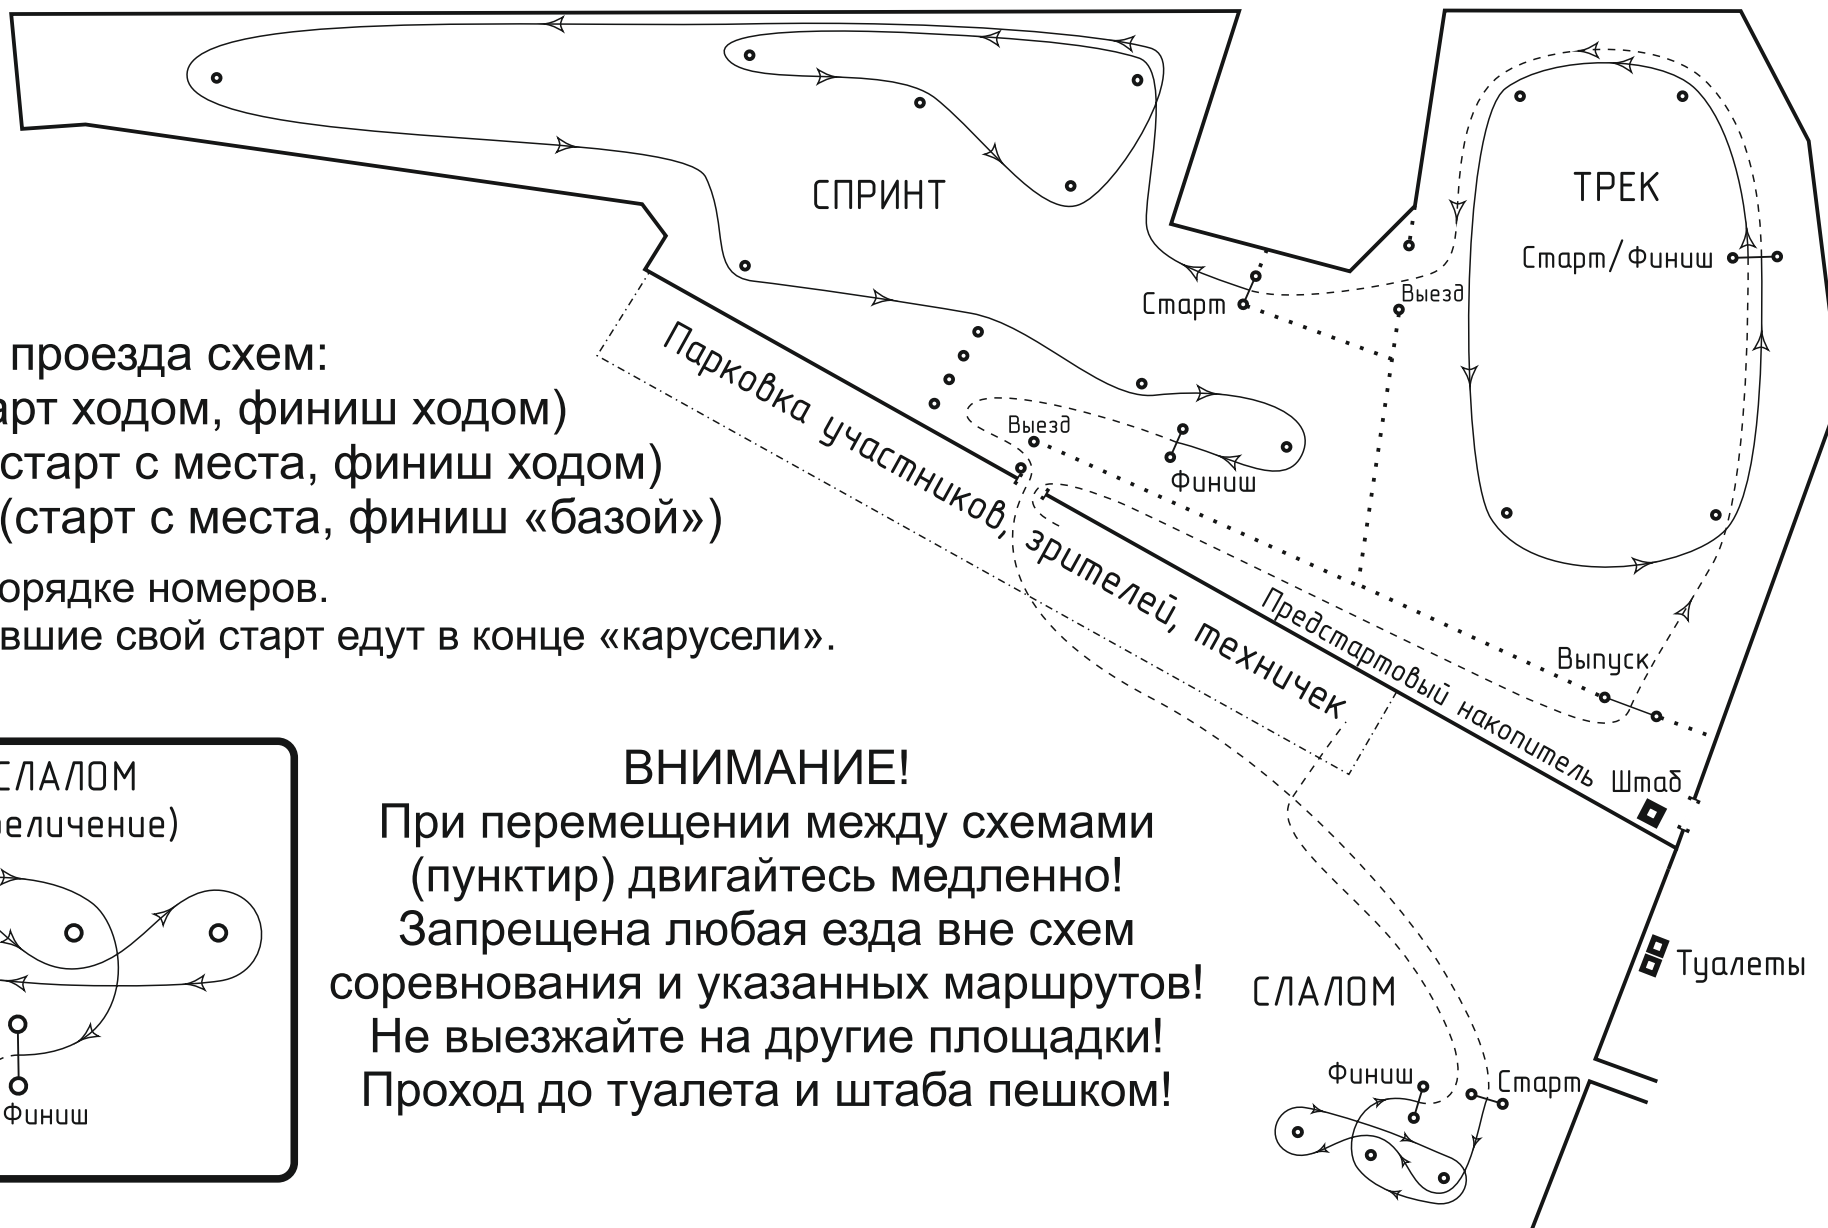 СПРИНТ
ТРЕК
Старт/Финиш
Старт
Выезд
проезда схем:
арт ходом, финиш ходом)
(старт с места, финиш ходом)
(старт с места, финиш «базой»)
орядке номеров.
вшие свой старт едут в конце «карусели».
Парковка участников, зрителей, техничек
Выезд
Финиш
Предстартовый накопитель
Выпуск
Штаб
Туалеты
СЛАЛОМ
еличение)
Финиш
ВНИМАНИЕ!
При перемещении между схемами
(пунктир) двигайтесь медленно!
Запрещена любая езда вне схем
соревнования и указанных маршрутов!
Не выезжайте на другие площадки!
Проход до туалета и штаба пешком!
СЛАЛОМ
Финиш
Старт